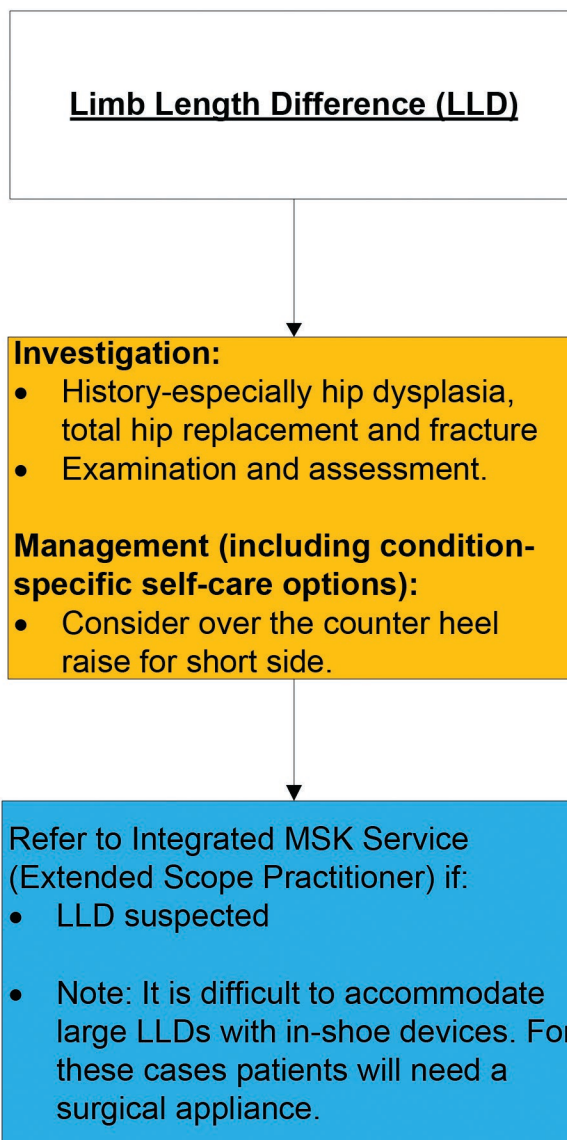 Limb Length Difference (LLD)
Investigation:
• History-especially hip dysplasia,
total hip replacement and fracture
• Examination and assessment.
Management (including condition-
specific self-care options):
• Consider over the counter heel
raise for short side.
Refer to Integrated MSK Service
(Extended Scope Practitioner) if:
• LLD suspected
• Note: It is difficult to accommodate
large LLDs with in-shoe devices. For
these cases patients will need a
surgical appliance.